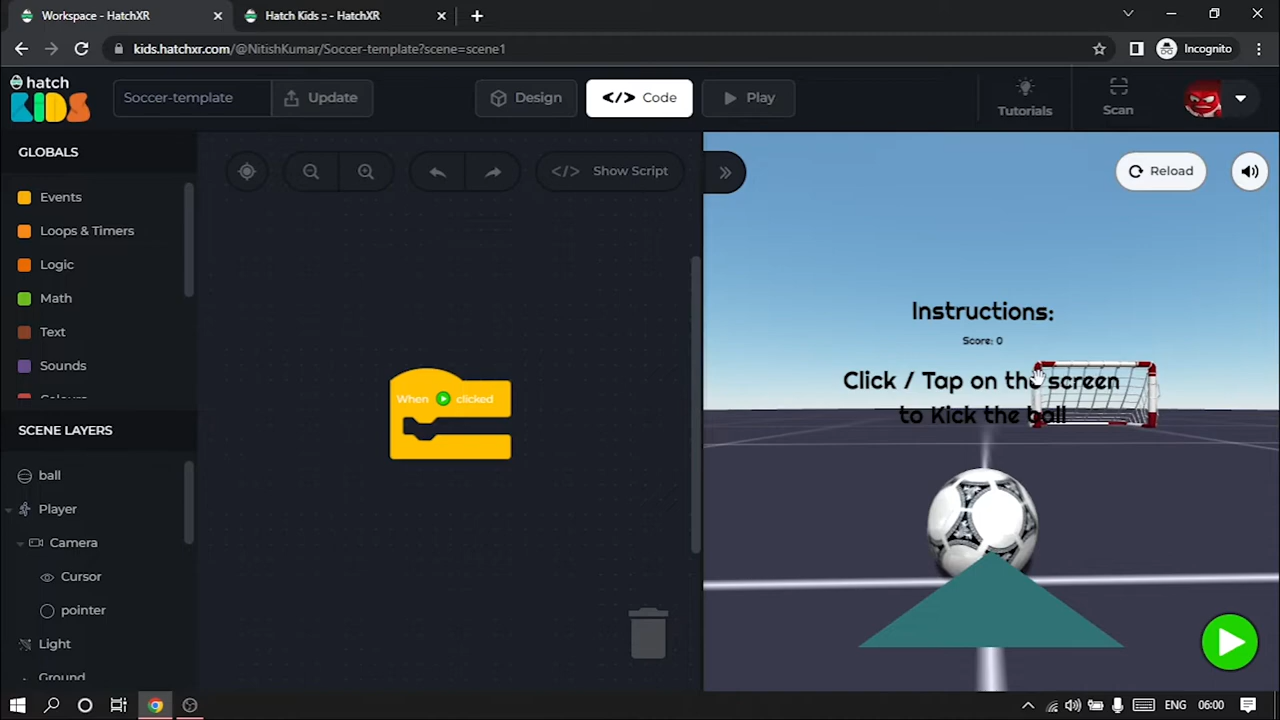 Workspace - HatchXR
Hatch Kids :: - HatchXR
kids.hatchxr.com/@NitishKumar/Soccer-template?scene=scene1
Incognito
hatch
KIDS
Soccer-template
Update
Design
</> Code
Play
Tutorials
Scan
GLOBALS
Events
Loops & Timers
Logic
Math
Text
Sounds
Colours
SCENE LAYERS
ball
Player
Camera
Cursor
pointer
Light
Ground
</> Show Script
When clicked
Reload
Instructions:
Score: 0
Click / Tap on the screen
to Kick the ball
ENG
06:00